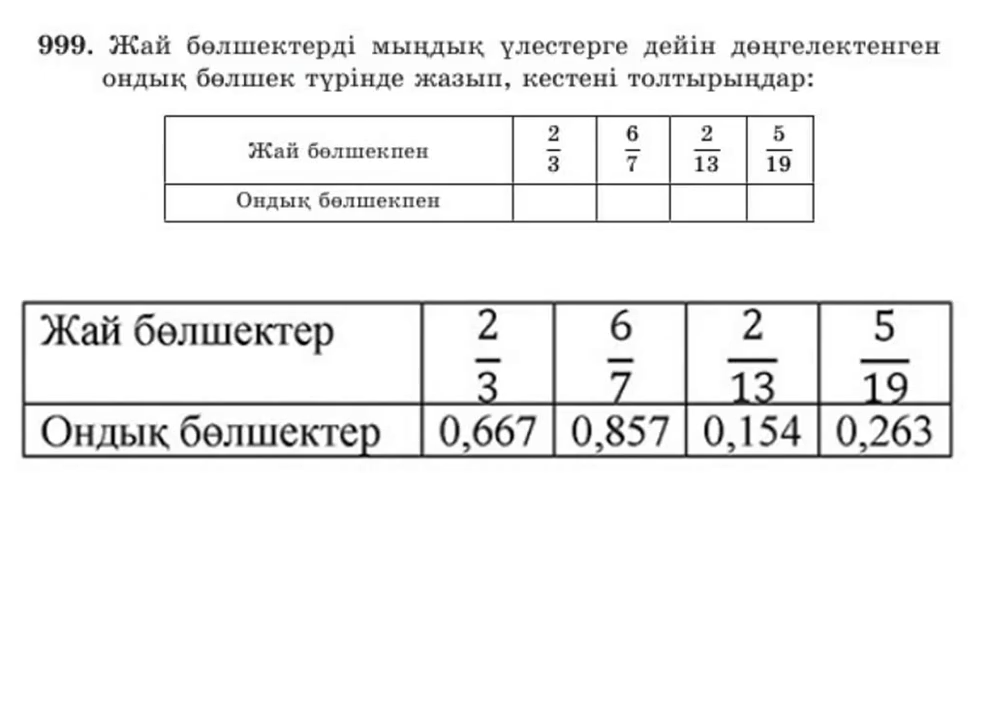 999. Жай бөлшектерді мыңдық үлестерге дейін дөңгелектенген
ондық бөлшек түрінде жазып, кестені толтырыңдар:
Жай бөлшекпен 2/3 6/7 2/13 5/19
Ондық бөлшекпен
Жай бөлшектер 2/3 6/7 2/13 5/19
Ондық бөлшектер 0,667 0,857 0,154 0,263